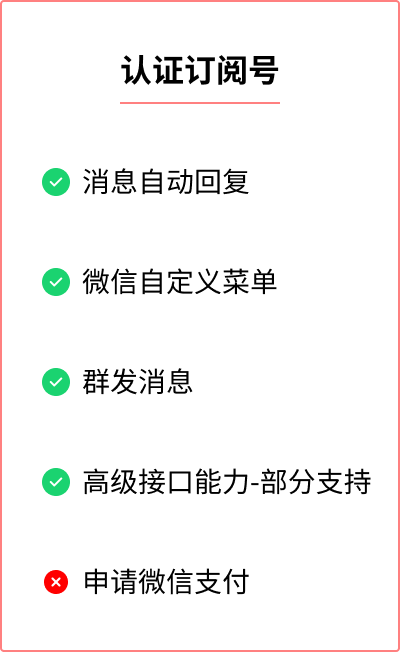 认证订阅号
消息自动回复
微信自定义菜单
群发消息
高级接口能力-部分支持
申请微信支付